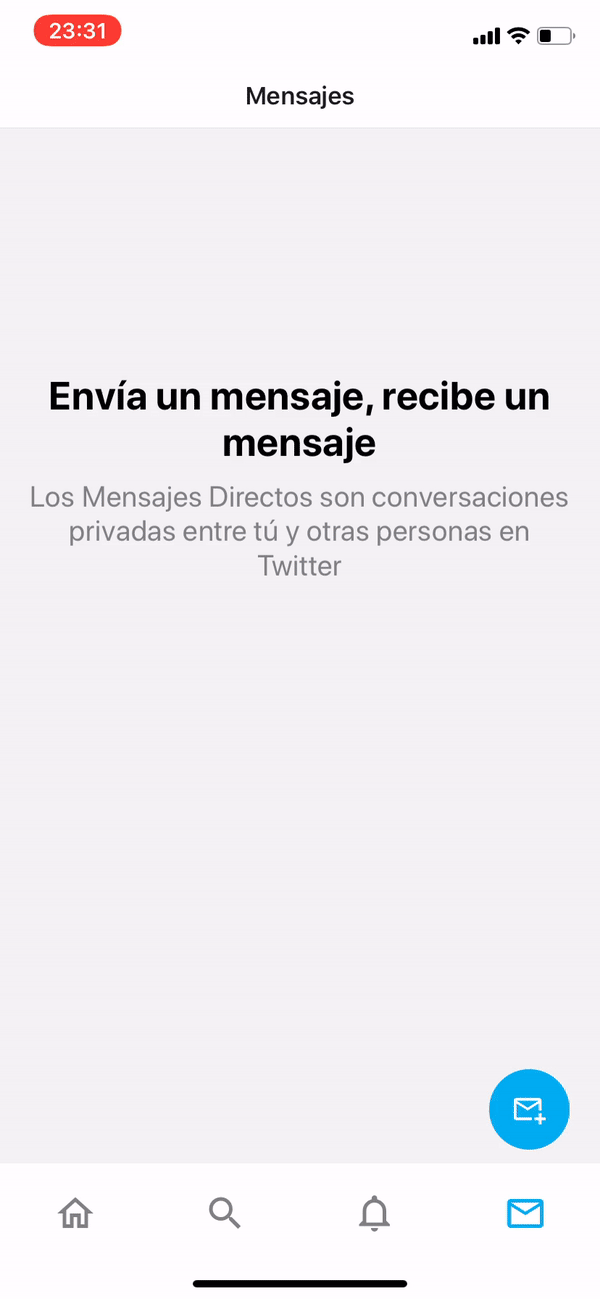 23:31
Mensajes
Envía un mensaje, recibe un
mensaje
Los Mensajes Directos son conversaciones
privadas entre tú y otras personas en
Twitter